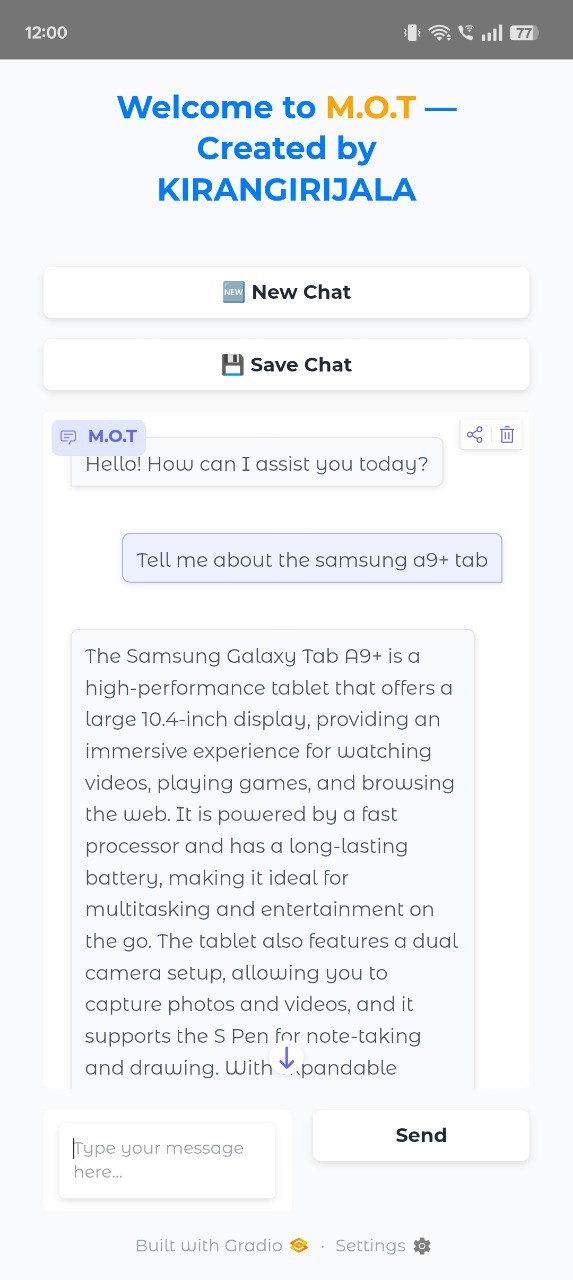 12:00
77
Welcome to M.O.T —
Created by
KIRANGIRIJALA
NEW New Chat
Save Chat
M.O.T
Hello! How can I assist you today?
Tell me about the samsung a9+ tab
The Samsung Galaxy Tab A9+ is a
high-performance tablet that offers a
large 10.4-inch display, providing an
immersive experience for watching
videos, playing games, and browsing
the web. It is powered by a fast
processor and has a long-lasting
battery, making it ideal for
multitasking and entertainment on
the go. The tablet also features a dual
camera setup, allowing you to
capture photos and videos, and it
supports the S Pen for note-taking
and drawing. With expandable
Type your message
here...
Send
Built with Gradio · Settings